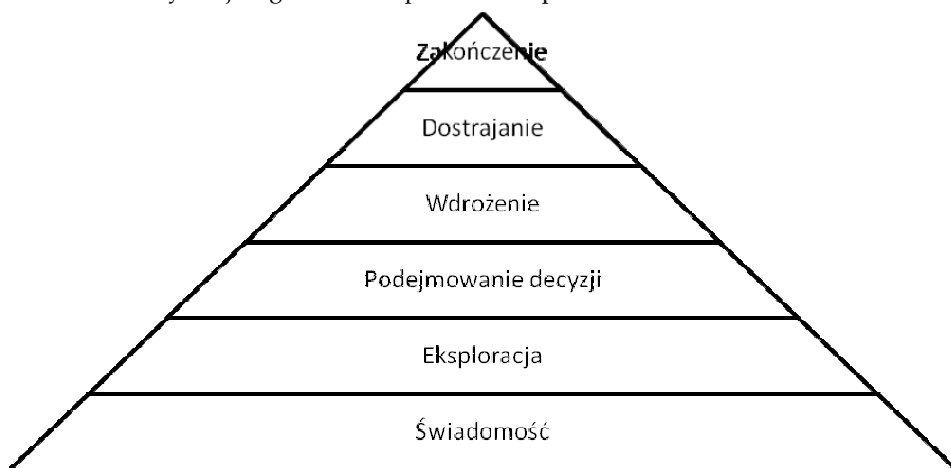 Zakończenie
Dostrajanie
Wdrożenie
Podejmowanie decyzji
Eksploracja
Świadomość